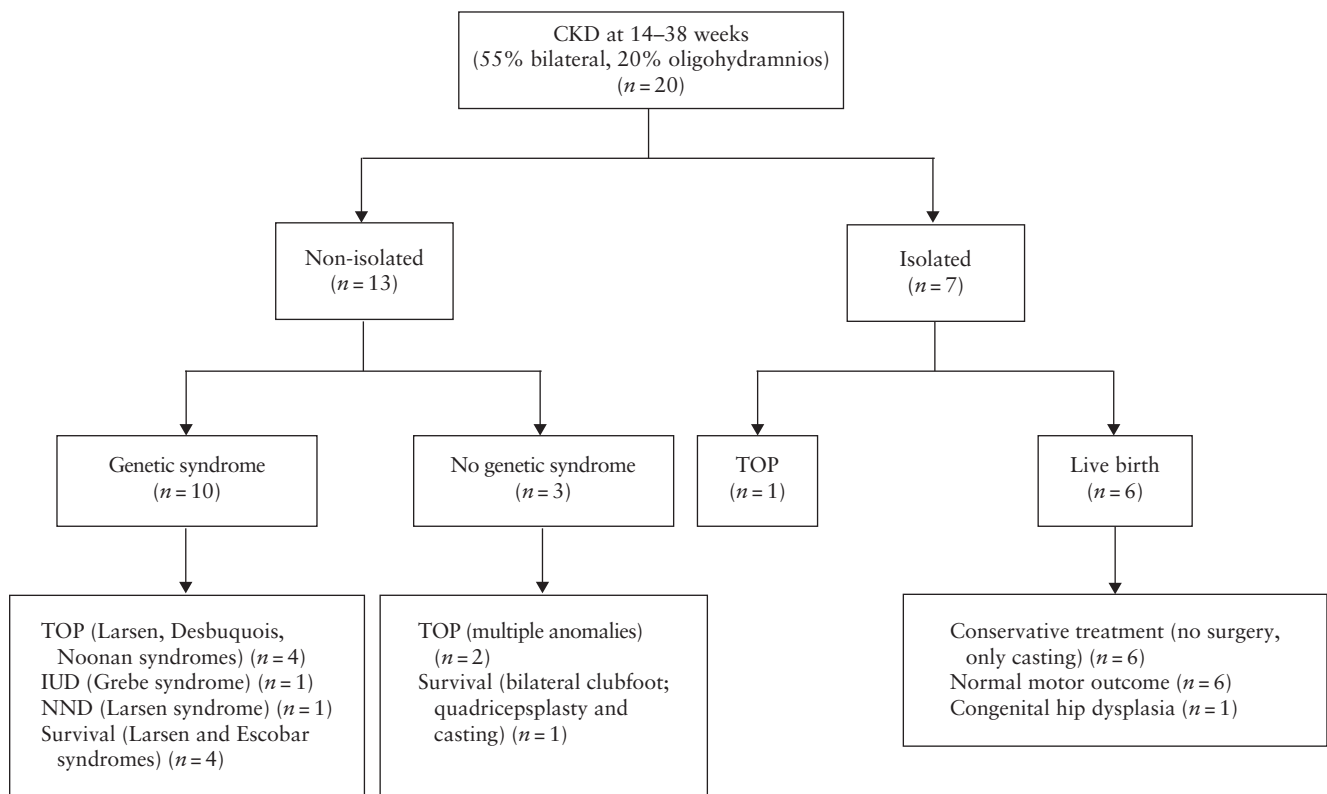 CKD at 14–38 weeks
(55% bilateral, 20% oligohydramnios)
(n = 20)
Non-isolated
(n = 13)
Isolated
(n = 7)
Genetic syndrome
(n = 10)
No genetic syndrome
(n = 3)
TOP
(n = 1)
Live birth
(n = 6)
TOP (Larsen, Desbuquois,
Noonan syndromes) (n = 4)
IUD (Grebe syndrome) (n = 1)
NND (Larsen syndrome) (n = 1)
Survival (Larsen and Escobar
syndromes) (n = 4)
TOP (multiple anomalies)
(n = 2)
Survival (bilateral clubfoot;
quadricepsplasty and
casting) (n = 1)
Conservative treatment (no surgery,
only casting) (n = 6)
Normal motor outcome (n = 6)
Congenital hip dysplasia (n = 1)